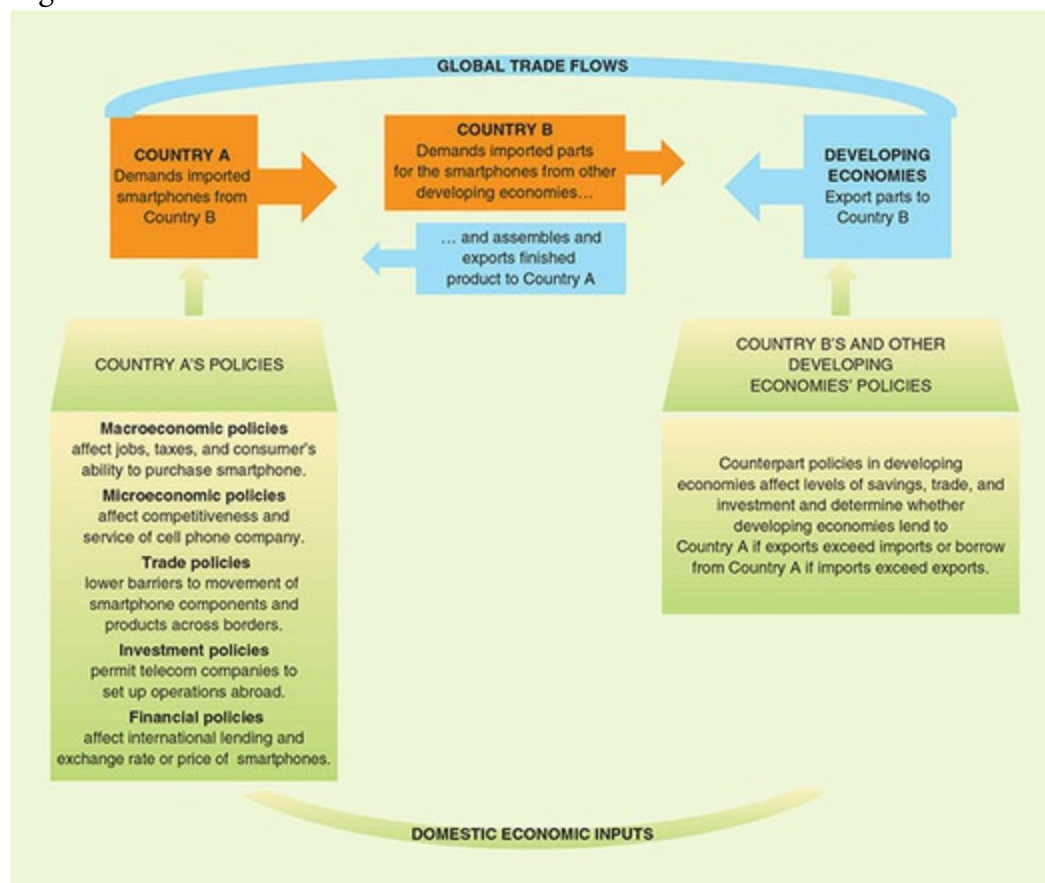 GLOBAL TRADE FLOWS
COUNTRY A
Demands imported
smartphones from
Country B
COUNTRY B
Demands imported parts
for the smartphones from other
developing economies...
... and assembles and
exports finished
product to Country A
DEVELOPING
ECONOMIES
Export parts to
Country B
COUNTRY A'S POLICIES
Macroeconomic policies
affect jobs, taxes, and consumer's
ability to purchase smartphone.
Microeconomic policies
affect competitiveness and
service of cell phone company.
Trade policies
lower barriers to movement of
smartphone components and
products across borders.
Investment policies
permit telecom companies to
set up operations abroad.
Financial policies
affect international lending and
exchange rate or price of smartphones.
COUNTRY B'S AND OTHER
DEVELOPING
ECONOMIES' POLICIES
Counterpart policies in developing
economies affect levels of savings, trade, and
investment and determine whether
developing economies lend to
Country A if exports exceed imports or borrow
from Country A if imports exceed exports.
DOMESTIC ECONOMIC INPUTS